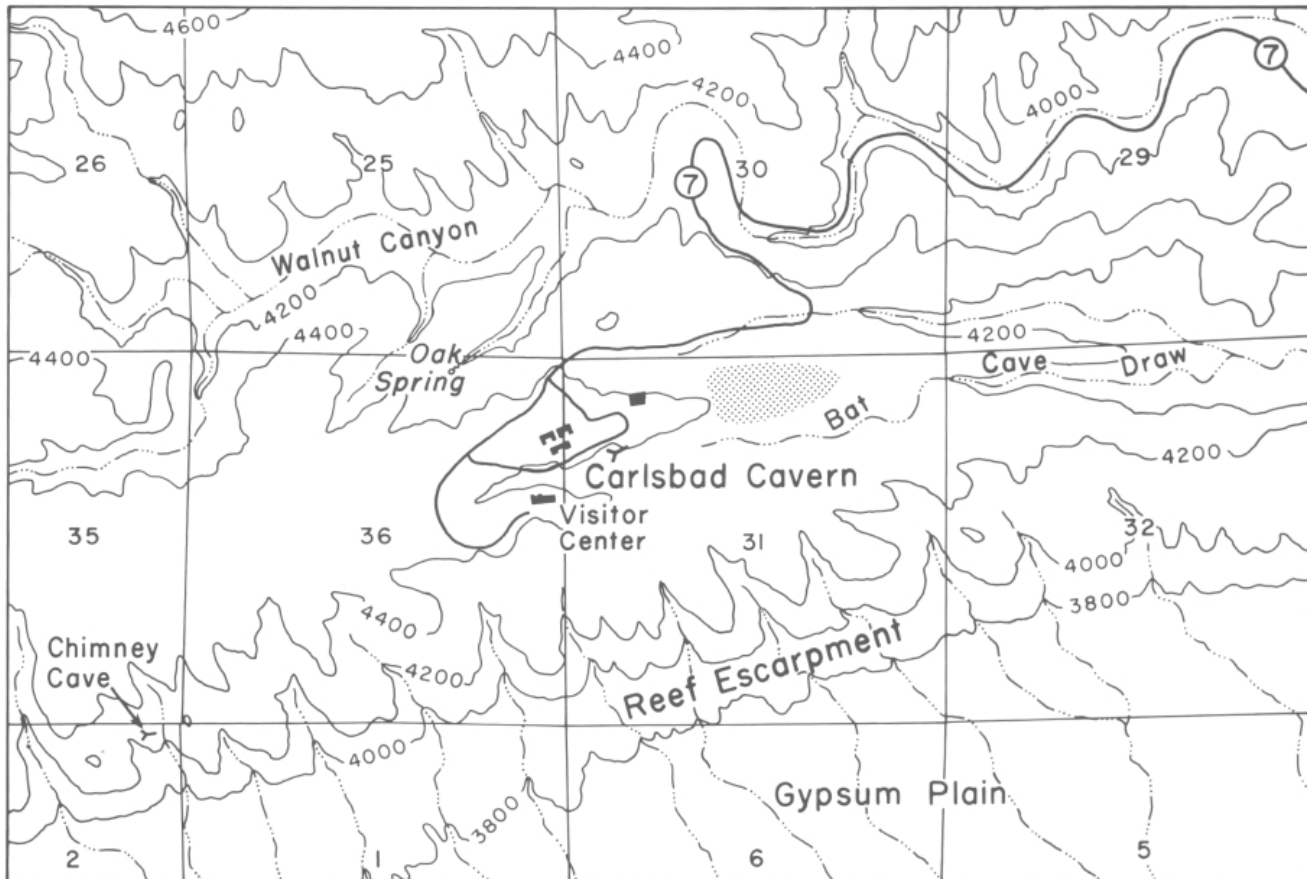 4600
4400
4200
7
4000
26
25
30
7
29
Walnut Canyon
4200
4400
4400
Oak
Spring
4200
Cave Draw
Bat
4200
Carlsbad Cavern
Visitor
Center
35
36
31
32
4000
3800
4400
Chimney
Cave
4200
Reef Escarpment
4000
3800
Gypsum Plain
2
1
6
5